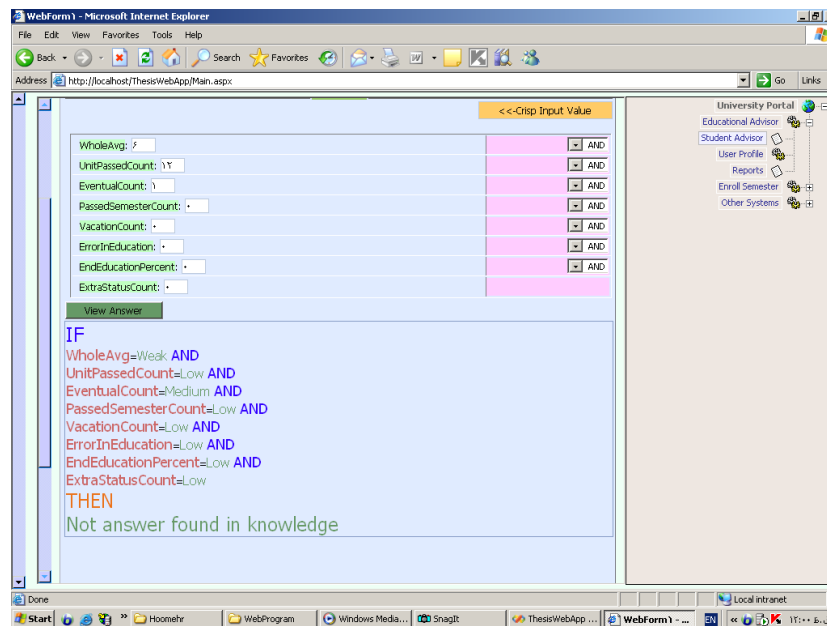 WebForm۱ - Microsoft Internet Explorer
File Edit View Favorites Tools Help
Back Search Favorites
Address http://localhost/ThesisWebApp/Main.aspx Go Links
<<-Crisp Input Value
WholeAvg: ۶ AND
UnitPassedCount: ۱۲ AND
EventualCount: ۱ AND
PassedSemesterCount: ۰ AND
VacationCount: ۰ AND
ErrorInEducation: ۰ AND
EndEducationPercent: ۰ AND
ExtraStatusCount: ۰
View Answer
IF
WholeAvg=Weak AND
UnitPassedCount=Low AND
EventualCount=Medium AND
PassedSemesterCount=Low AND
VacationCount=Low AND
ErrorInEducation=Low AND
EndEducationPercent=Low AND
ExtraStatusCount=Low
THEN
Not answer found in knowledge
University Portal
Educational Advisor
Student Advisor
User Profile
Reports
Enroll Semester
Other Systems
Done Local intranet
Start » Hoomehr WebProgram Windows Media... SnagIt ThesisWebApp ... WebForm۱ - ... EN « ۱۲:۰۰ ب.ظ